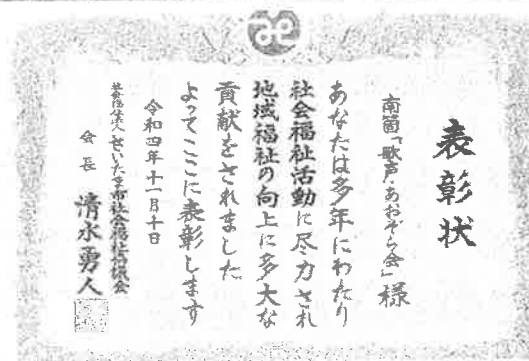 表彰状
南箇「歌声・あおぞら会」様
あなたは多年にわたり
社会福祉活動に尽力され
地域福祉の向上に多大な
貢献をされました
よってここに表彰します
令和四年十一月十日
社会福祉法人 さいたま市社会福祉協議会
会長 清水勇人